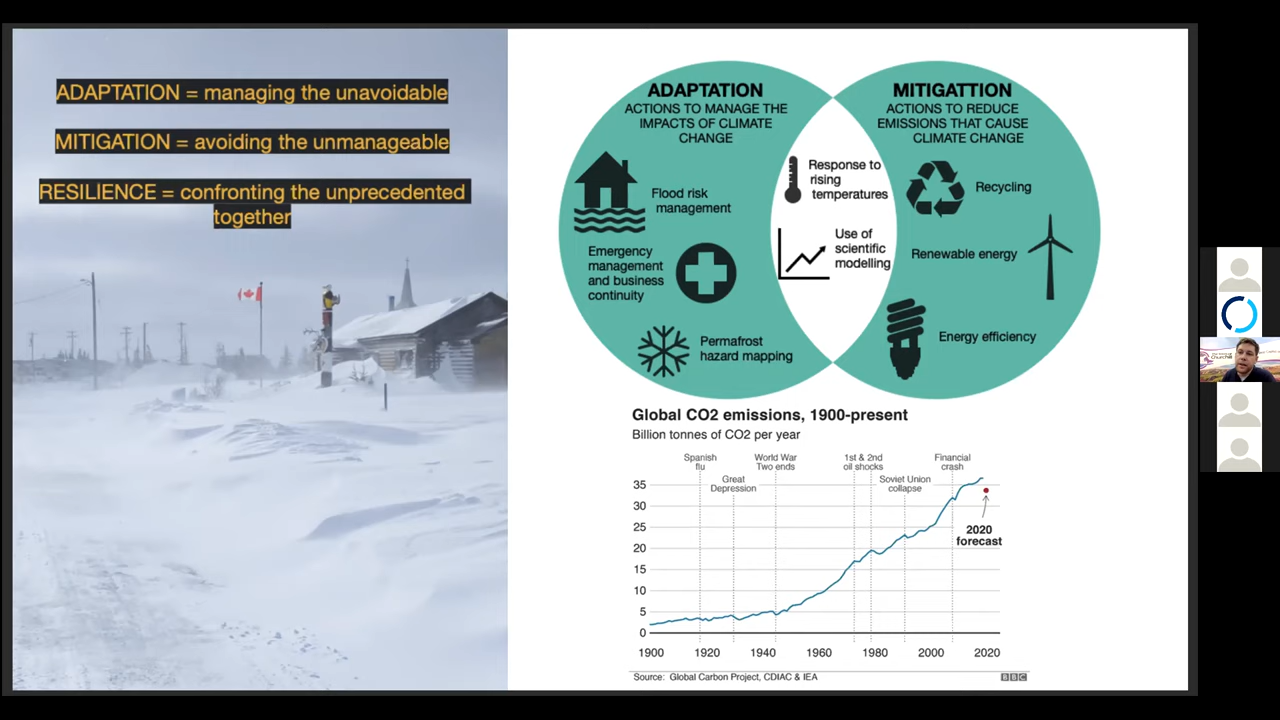 ADAPTATION = managing the unavoidable
MITIGATION = avoiding the unmanageable
RESILIENCE = confronting the unprecedented
together
ADAPTATION
ACTIONS TO MANAGE THE
IMPACTS OF CLIMATE
CHANGE
Flood risk
management
Emergency
management
and business
continuity
Permafrost
hazard mapping
Response to
rising
temperatures
Use of
scientific
modelling
MITIGATTION
ACTIONS TO REDUCE
EMISSIONS THAT CAUSE
CLIMATE CHANGE
Recycling
Renewable energy
Energy efficiency
Global CO2 emissions, 1900-present
Billion tonnes of CO2 per year
Spanish
flu
Great
Depression
World War
Two ends
1st & 2nd
oil shocks
Soviet Union
collapse
Financial
crash
35
30
25
20
15
10
5
0
2020
forecast
1900 1920 1940 1960 1980 2000 2020
Source: Global Carbon Project, CDIAC & IEA
BBC
Churchill